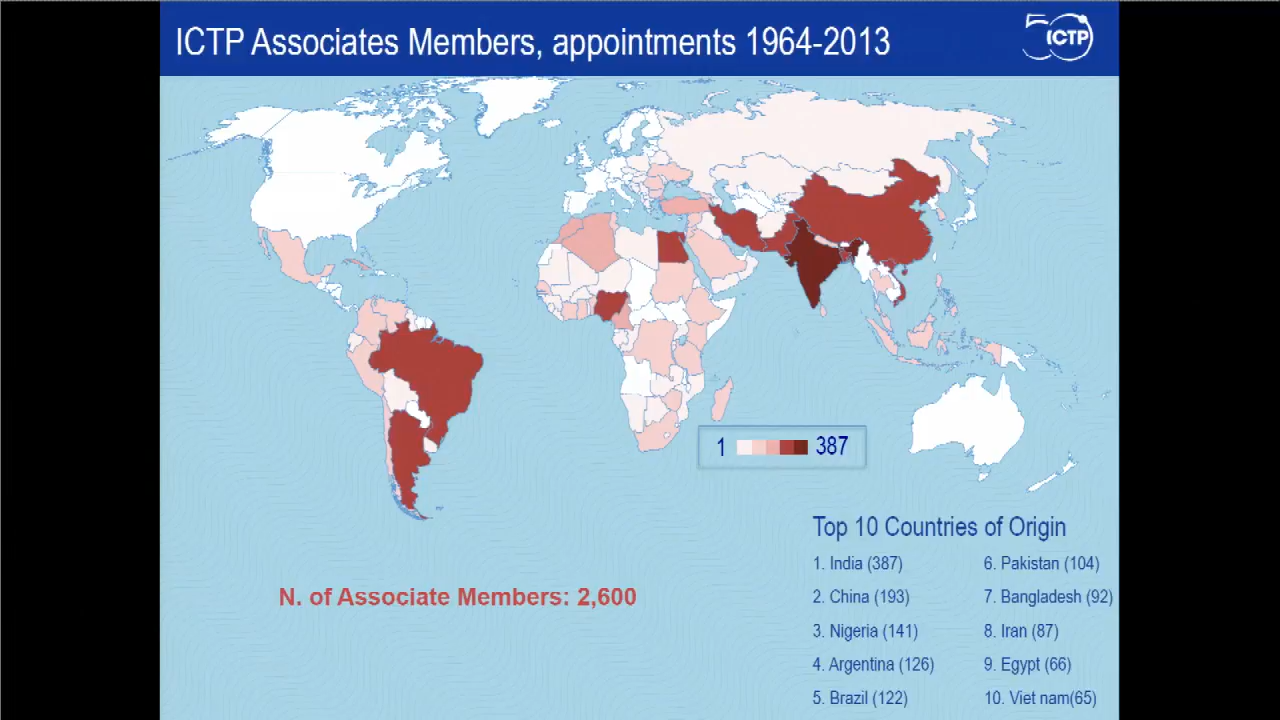 ICTP Associates Members, appointments 1964-2013
50 ICTP
1 387
Top 10 Countries of Origin
1. India (387)
2. China (193)
3. Nigeria (141)
4. Argentina (126)
5. Brazil (122)
6. Pakistan (104)
7. Bangladesh (92)
8. Iran (87)
9. Egypt (66)
10. Viet nam(65)
N. of Associate Members: 2,600